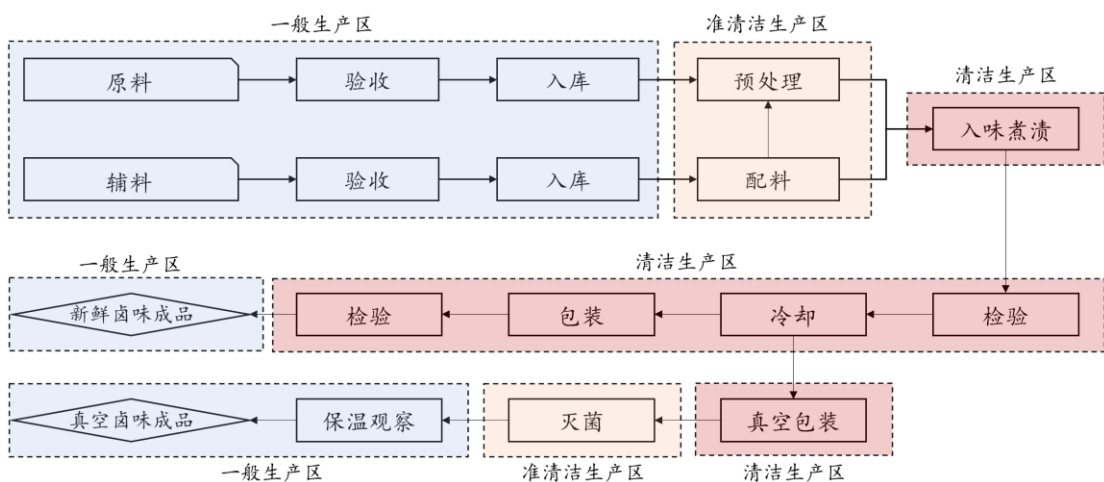 一般生产区
准清洁生产区
清洁生产区
原料
验收
入库
预处理
入味煮渍
辅料
验收
入库
配料
一般生产区
清洁生产区
新鲜卤味成品
检验
包装
冷却
检验
真空卤味成品
保温观察
灭菌
真空包装
一般生产区
准清洁生产区
清洁生产区